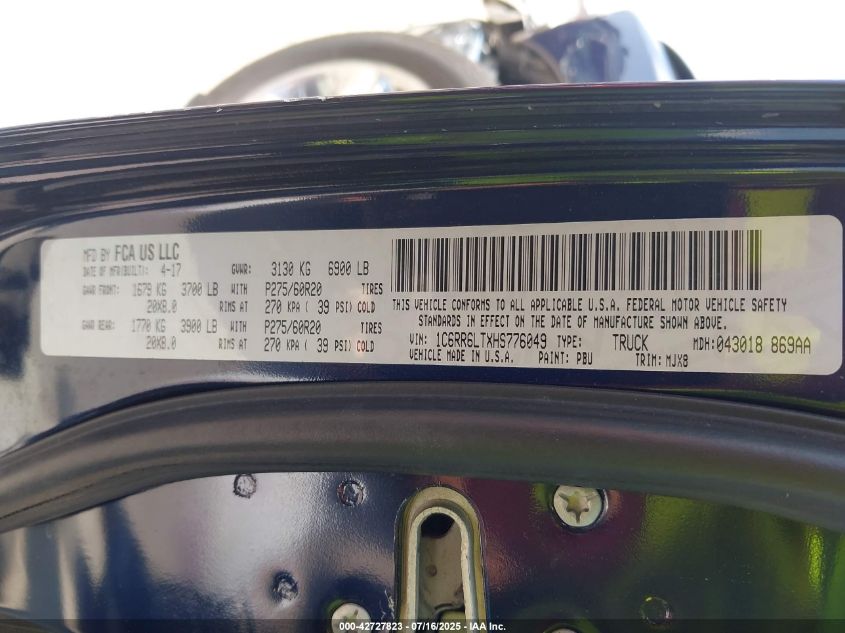 MFD BY FCA US LLC
DATE OF MFR(BUILT): 4-17 GVWR: 3130 KG 6900 LB
GAWR FRONT: 1679 KG 3700 LB WITH P275/60R20 TIRES
20X8.0 RIMS AT 270 KPA ( 39 PSI) COLD
GAWR REAR: 1770 KG 3900 LB WITH P275/60R20 TIRES
20X8.0 RIMS AT 270 KPA ( 39 PSI) COLD
THIS VEHICLE CONFORMS TO ALL APPLICABLE U.S.A. FEDERAL MOTOR VEHICLE SAFETY
STANDARDS IN EFFECT ON THE DATE OF MANUFACTURE SHOWN ABOVE.
VIN: 1C6RR6LTXHS776049 TYPE: TRUCK MDH: 043018 869AA
VEHICLE MADE IN U.S.A. PAINT: PBU TRIM: MJX8
000-42727823 - 07/16/2025 - IAA Inc.